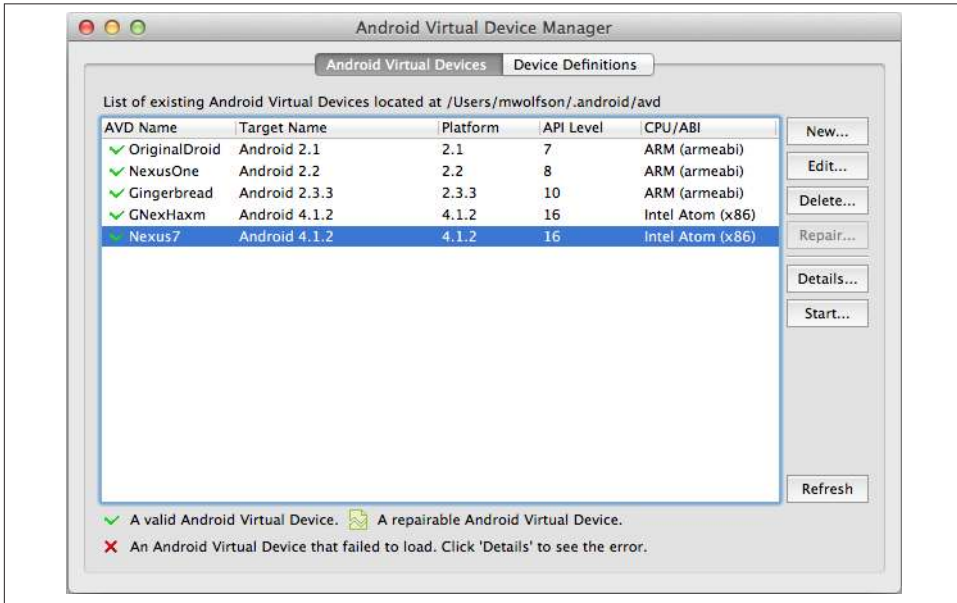 Android Virtual Device Manager
Android Virtual Devices Device Definitions
List of existing Android Virtual Devices located at /Users/mwolfson/.android/avd
AVD Name Target Name Platform API Level CPU/ABI
OriginalDroid Android 2.1 2.1 7 ARM (armeabi)
NexusOne Android 2.2 2.2 8 ARM (armeabi)
Gingerbread Android 2.3.3 2.3.3 10 ARM (armeabi)
GNexHaxm Android 4.1.2 4.1.2 16 Intel Atom (x86)
Nexus7 Android 4.1.2 4.1.2 16 Intel Atom (x86)
New...
Edit...
Delete...
Repair...
Details...
Start...
Refresh
A valid Android Virtual Device. A repairable Android Virtual Device.
An Android Virtual Device that failed to load. Click 'Details' to see the error.